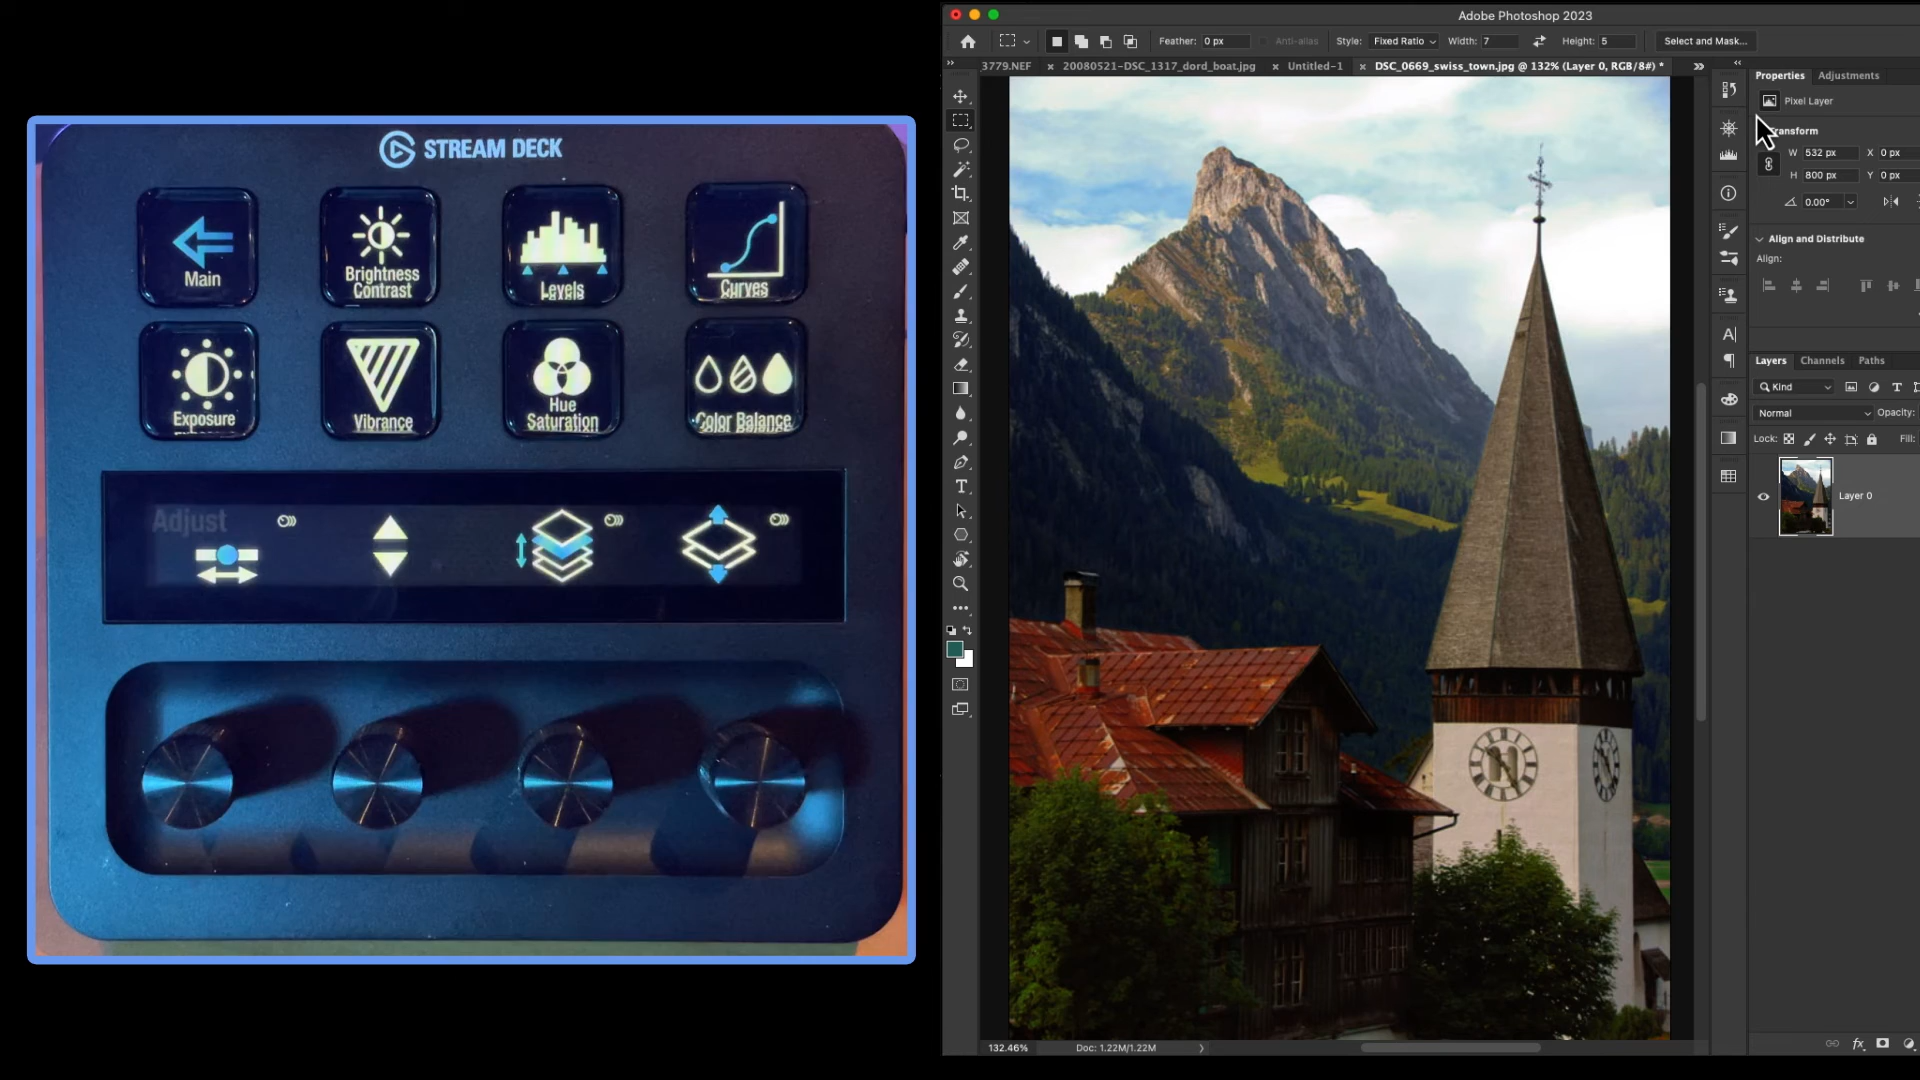 STREAM DECK
Main
Brightness
Contrast
Levels
Curves
Exposure
Vibrance
Hue
Saturation
Color Balance
Adjust
Adobe Photoshop 2023
Feather: 0 px
Anti-alias
Style: Fixed Ratio
Width: 7
Height: 5
Select and Mask...
3779.NEF
20080521-DSC_1317_dord_boat.jpg
Untitled-1
DSC_0669_swiss_town.jpg @ 132% (Layer 0, RGB/8#) *
Properties
Adjustments
Pixel Layer
W 532 px X 0 px
H 800 px Y 0 px
0.00°
Align and Distribute
Align:
Layers
Channels
Paths
Kind
Normal
Opacity:
Lock:
Fill:
Layer 0
132.46%
Doc: 1.22M/1.22M